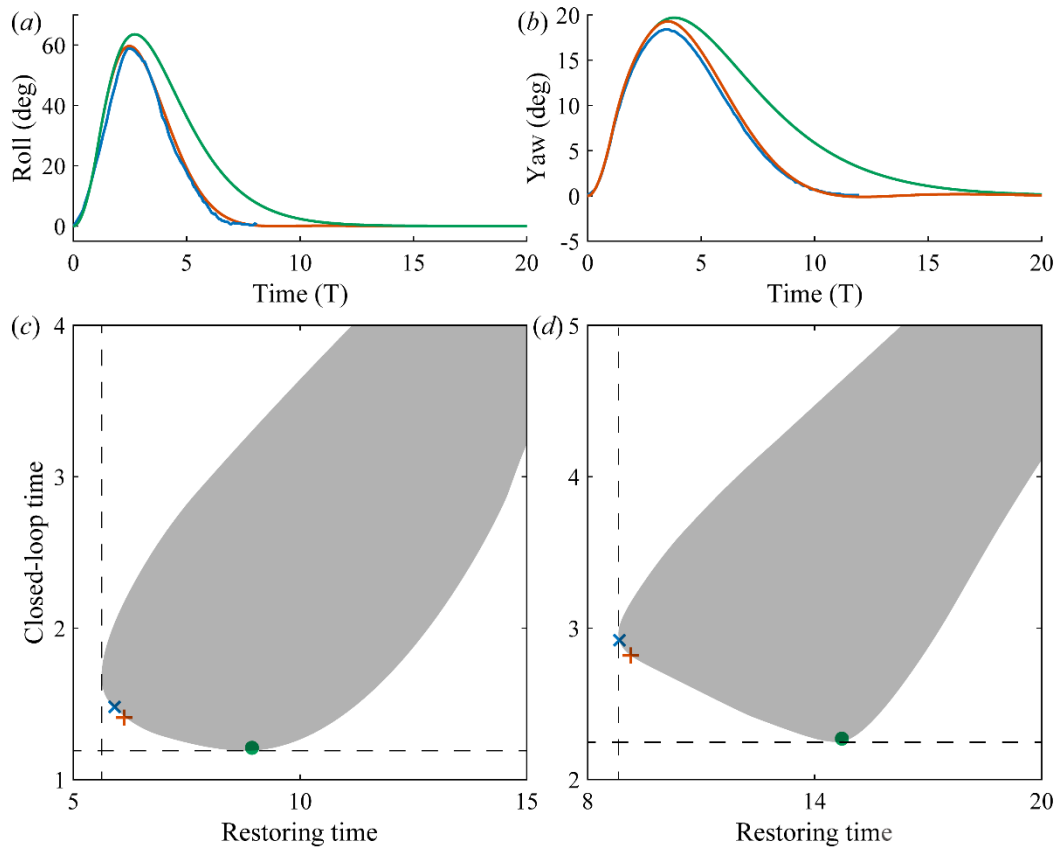 (a)
Roll (deg)
60
40
20
0
0 5 10 15 20
Time (T)
(b)
Yaw (deg)
20
15
10
5
0
-5
0 5 10 15 20
Time (T)
(c)
Closed-loop time
4
3
2
1
5 10 15
Restoring time
(d)
5
4
3
2
8 14 20
Restoring time